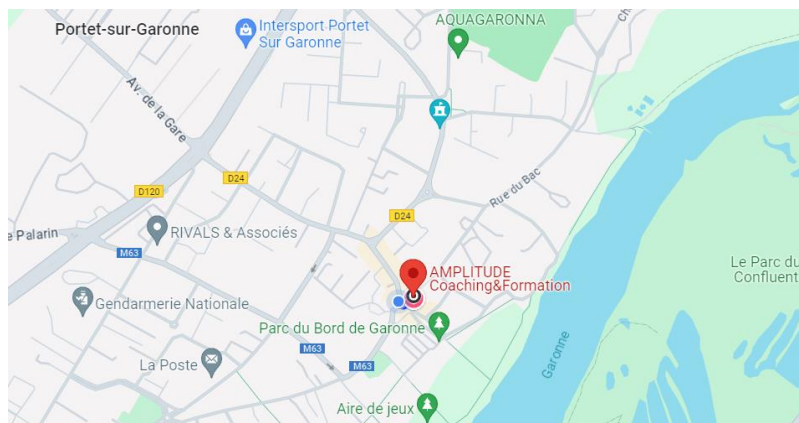 Portet-sur-Garonne
Intersport Portet
Sur Garonne
AQUAGARONNA
Ch
Av. de la Gare
D24
D120
Rue du Bac
D24
e Palarin
RIVALS & Associés
M63
AMPLITUDE
Coaching&Formation
Le Parc du
Confluent
Gendarmerie Nationale
Parc du Bord de Garonne
Garonne
M63
La Poste
M63
Aire de jeux